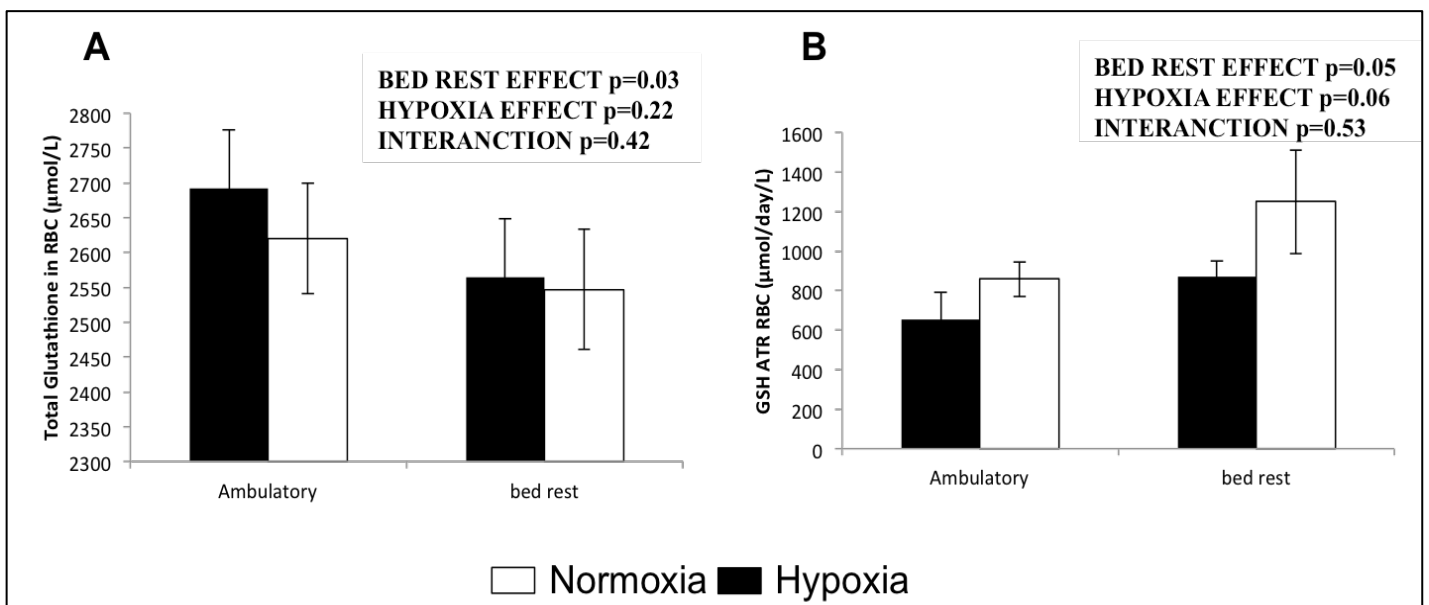 A
BED REST EFFECT p=0.03
HYPOXIA EFFECT p=0.22
INTERANCTION p=0.42
Total Glutathione in RBC (µmol/L)
2800
2750
2700
2650
2600
2550
2500
2450
2400
2350
2300
Ambulatory
bed rest
B
BED REST EFFECT p=0.05
HYPOXIA EFFECT p=0.06
INTERANCTION p=0.53
GSH ATR RBC (µmol/day/L)
1600
1400
1200
1000
800
600
400
200
0
Ambulatory
bed rest
Normoxia Hypoxia